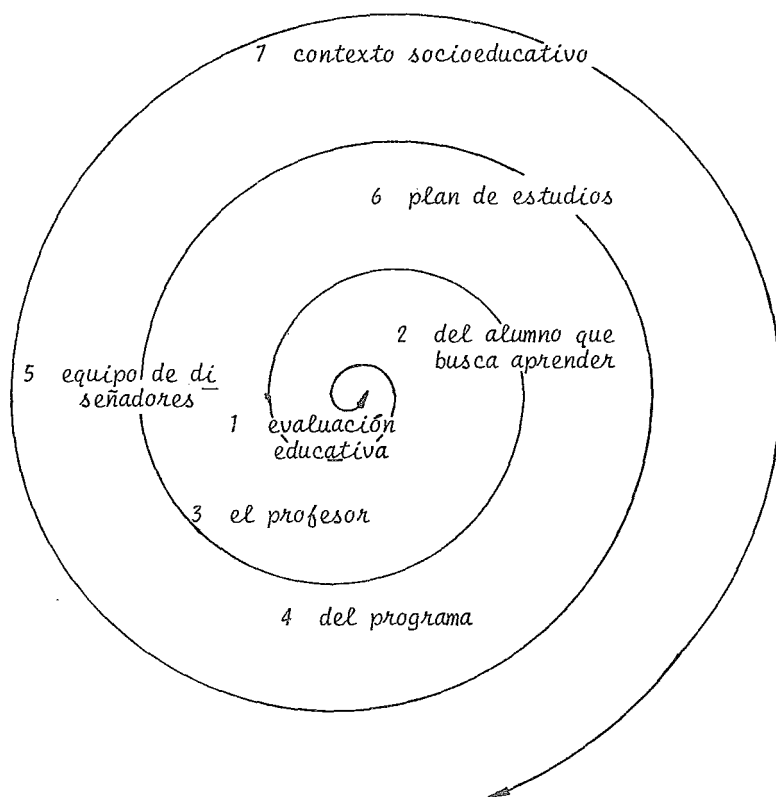 7 contexto socioeducativo
6 plan de estudios
2 del alumno que
busca aprender
5 equipo de di
señadores
1 evaluación
educativa
3 el profesor
4 del programa